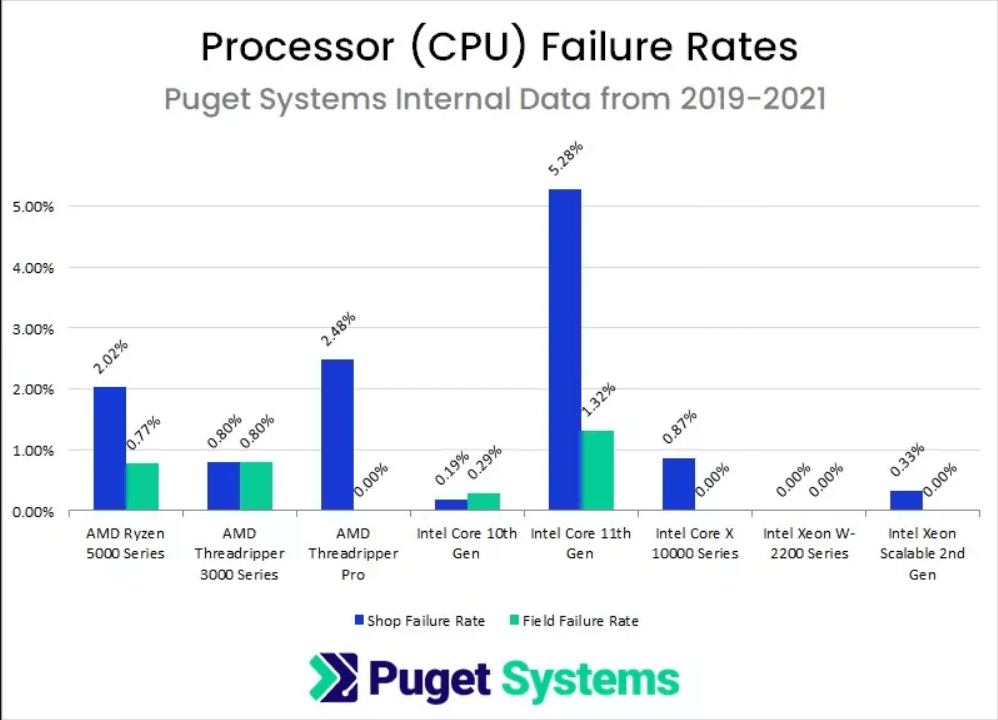 Processor (CPU) Failure Rates
Puget Systems Internal Data from 2019-2021
5.28%
5.00%
4.00%
3.00%
2.48%
2.02%
2.00%
1.32%
1.00%
0.77%
0.80%
0.80%
0.00%
0.19%
0.29%
0.87%
0.00%
0.00%
0.00%
0.33%
0.00%
0.00%
AMD Ryzen
5000 Series
AMD
Threadripper
3000 Series
AMD
Threadripper
Pro
Intel Core 10th
Gen
Intel Core 11th
Gen
Intel Core X
10000 Series
Intel Xeon W-
2200 Series
Intel Xeon
Scalable 2nd
Gen
Shop Failure Rate
Field Failure Rate
Puget Systems